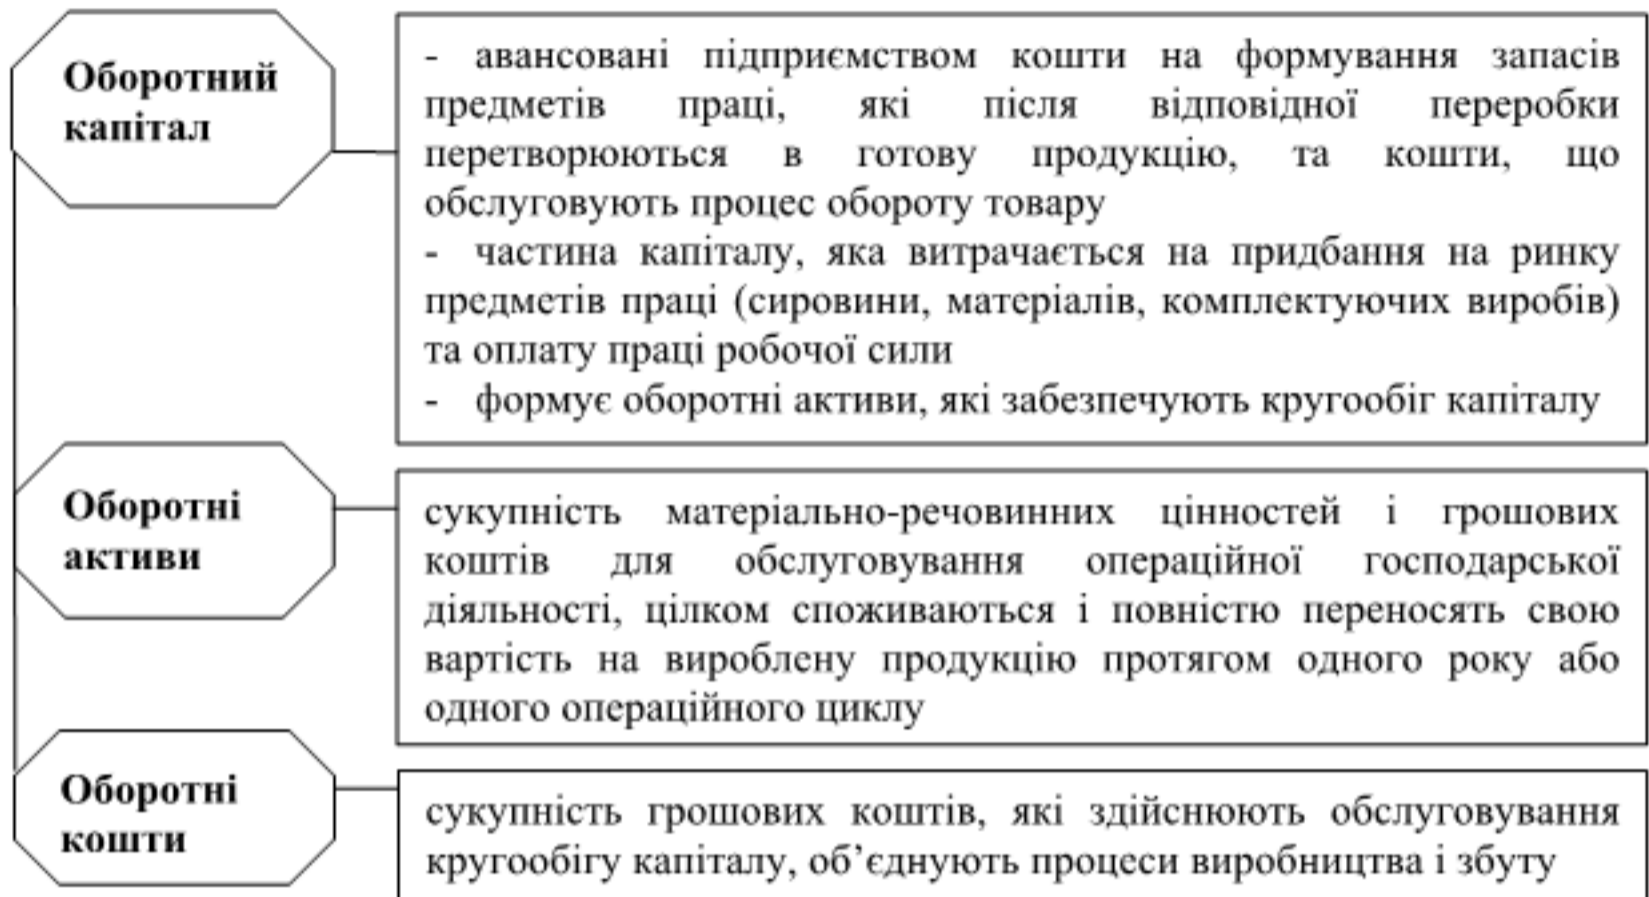 Оборотний
капітал
- авансовані підприємством кошти на формування запасів
предметів праці, які після відповідної переробки
перетворюються в готову продукцію, та кошти, що
обслуговують процес обороту товару
- частина капіталу, яка витрачається на придбання на ринку
предметів праці (сировини, матеріалів, комплектуючих виробів)
та оплату праці робочої сили
- формує оборотні активи, які забезпечують кругообіг капіталу
Оборотні
активи
сукупність матеріально-речовинних цінностей і грошових
коштів для обслуговування операційної господарської
діяльності, цілком споживаються і повністю переносять свою
вартість на вироблену продукцію протягом одного року або
одного операційного циклу
Оборотні
кошти
сукупність грошових коштів, які здійснюють обслуговування
кругообігу капіталу, об’єднують процеси виробництва і збуту